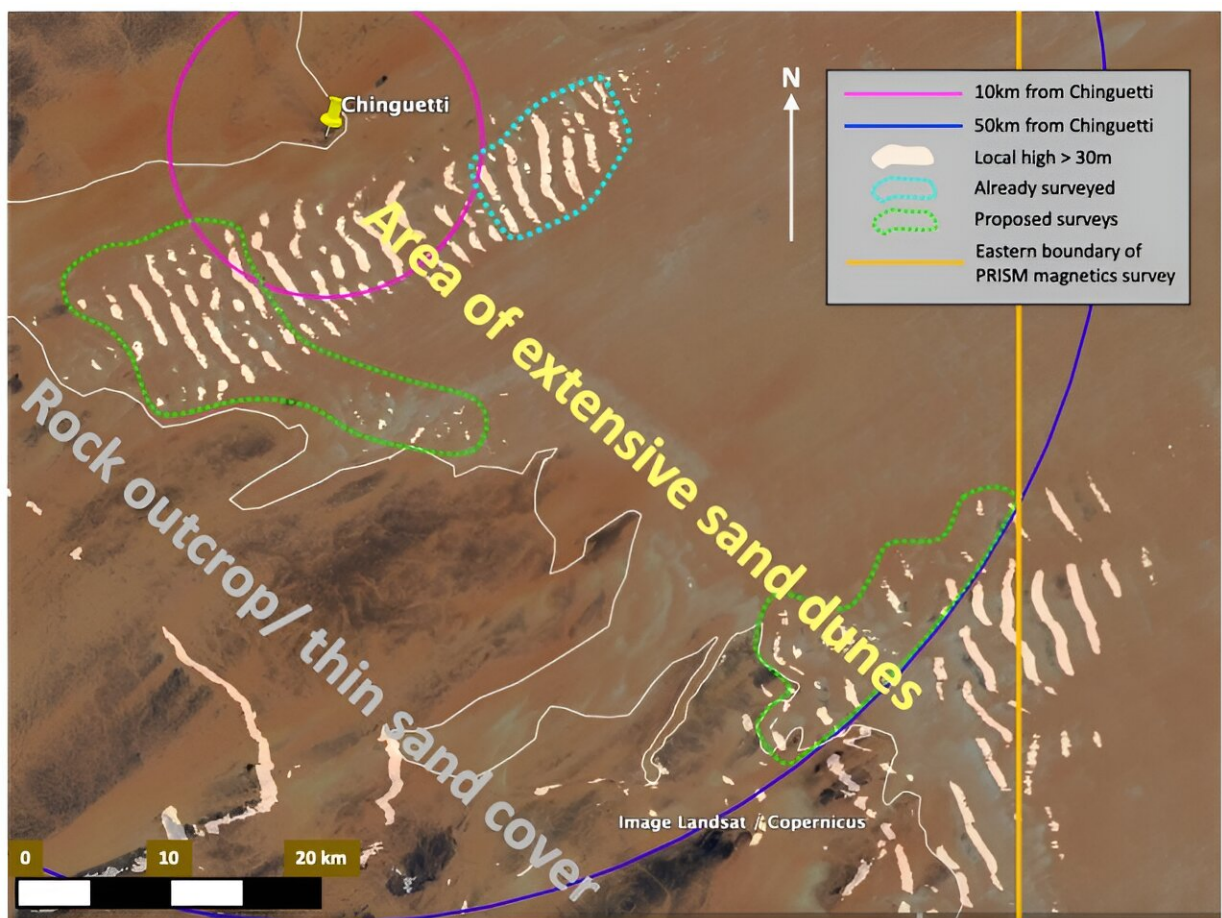 Chinguetti
N
10km from Chinguetti
50km from Chinguetti
Local high > 30m
Already surveyed
Proposed surveys
Eastern boundary of
PRISM magnetics survey
Area of extensive sand dunes
Rock outcrop/ thin sand cover
Image Landsat / Copernicus
0 10 20 km